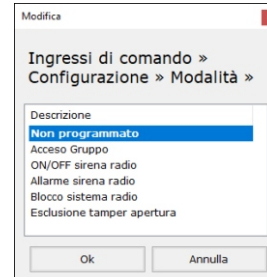 Modifica
Ingressi di comando »
Configurazione » Modalità »
Descrizione
Non programmato
Acceso Gruppo
ON/OFF sirena radio
Allarme sirena radio
Blocco sistema radio
Esclusione tamper apertura
Ok Annulla